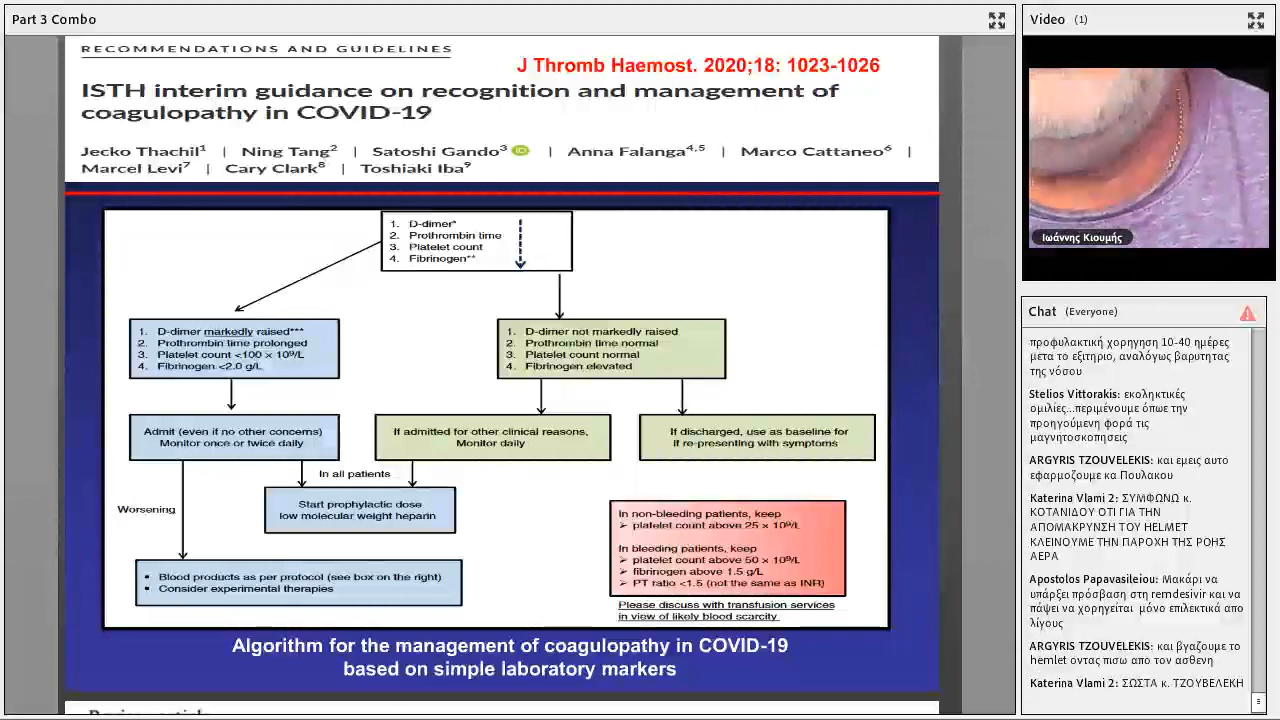 Part 3 Combo
RECOMMENDATIONS AND GUIDELINES
J Thromb Haemost. 2020;18: 1023-1026
ISTH interim guidance on recognition and management of
coagulopathy in COVID-19
Jecko Thachil1 | Ning Tang2 | Satoshi Gando3 iD | Anna Falanga4,5 | Marco Cattaneo6 |
Marcel Levi7 | Cary Clark8 | Toshiaki Iba9
1. D-dimer*
2. Prothrombin time
3. Platelet count
4. Fibrinogen**
1. D-dimer markedly raised***
2. Prothrombin time prolonged
3. Platelet count <100 x 10⁹/L
4. Fibrinogen <2.0 g/L
1. D-dimer not markedly raised
2. Prothrombin time normal
3. Platelet count normal
4. Fibrinogen elevated
Admit (even if no other concerns)
Monitor once or twice daily
If admitted for other clinical reasons,
Monitor daily
If discharged, use as baseline for
if re-presenting with symptoms
In all patients
Start prophylactic dose
low molecular weight heparin
Worsening
• Blood products as per protocol (see box on the right)
• Consider experimental therapies
In non-bleeding patients, keep
➢ platelet count above 25 x 10⁹/L
In bleeding patients, keep
➢ platelet count above 50 x 10⁹/L
➢ fibrinogen above 1.5 g/L
➢ PT ratio <1.5 (not the same as INR)
Please discuss with transfusion services
in view of likely blood scarcity
Algorithm for the management of coagulopathy in COVID-19
based on simple laboratory markers
Video (1)
Ιωάννης Κιουμής
Chat (Everyone)
προφυλακτική χορηγηση 10-40 ημέρες
μετα το εξιτηριο, αναλόγως βαρυτητας
της νόσου
Stelios Vittorakis: εκοληκτικές
ομιλίες...περιμένουμε όπωε την
προηγούμενη φορά τις
μαγνητοσκοπησεις
ARGYRIS TZOUVELEKIS: και εμεις αυτο
εφαρμοζουμε κα Πουλακου
Katerina Vlami 2: ΣΥΜΦΩΝΩ κ.
ΚΟΤΑΝΙΔΟΥ ΟΤΙ ΓΙΑ ΤΗΝ
ΑΠΟΜΑΚΡΥΝΣΗ ΤΟΥ HELMET
ΚΛΕΙΝΟΥΜΕ ΤΗΝ ΠΑΡΟΧΗ ΤΗΣ ΡΟΗΣ
ΑΕΡΑ
Apostolos Papavasileiou: Μακάρι να
υπάρξει πρόσβαση στη remdesivir και να
πάψει να χορηγείται μόνο επιλεκτικά απο
λίγους
ARGYRIS TZOUVELEKIS: και βγαζουμε το
hemlet οντας πισω απο τον ασθενη
Katerina Vlami 2: ΣΩΣΤΑ κ. ΤΖΟΥΒΕΛΕΚΗ